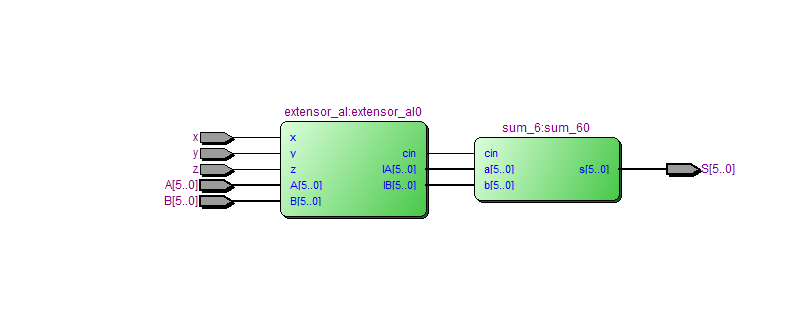 extensor_al:extensor_al0
sum_6:sum_60
x
x
y
y
cin
cin
z
z
IA[5..0]
a[5..0]
s[5..0]
S[5..0]
A[5..0]
A[5..0]
IB[5..0]
b[5..0]
B[5..0]
B[5..0]